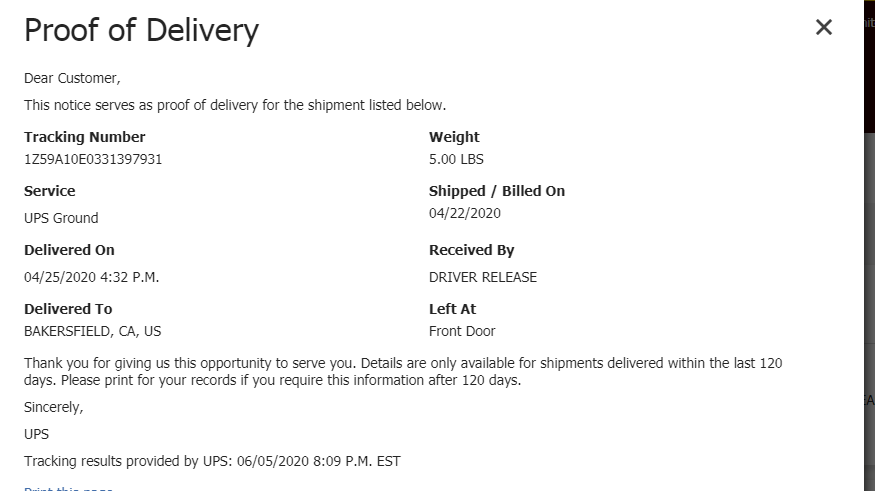 Proof of Delivery
Dear Customer,
This notice serves as proof of delivery for the shipment listed below.
Tracking Number
1Z59A10E0331397931
Weight
5.00 LBS
Service
UPS Ground
Shipped / Billed On
04/22/2020
Delivered On
04/25/2020 4:32 P.M.
Received By
DRIVER RELEASE
Delivered To
BAKERSFIELD, CA, US
Left At
Front Door
Thank you for giving us this opportunity to serve you. Details are only available for shipments delivered within the last 120
days. Please print for your records if you require this information after 120 days.
Sincerely,
UPS
Tracking results provided by UPS: 06/05/2020 8:09 P.M. EST
Print this page